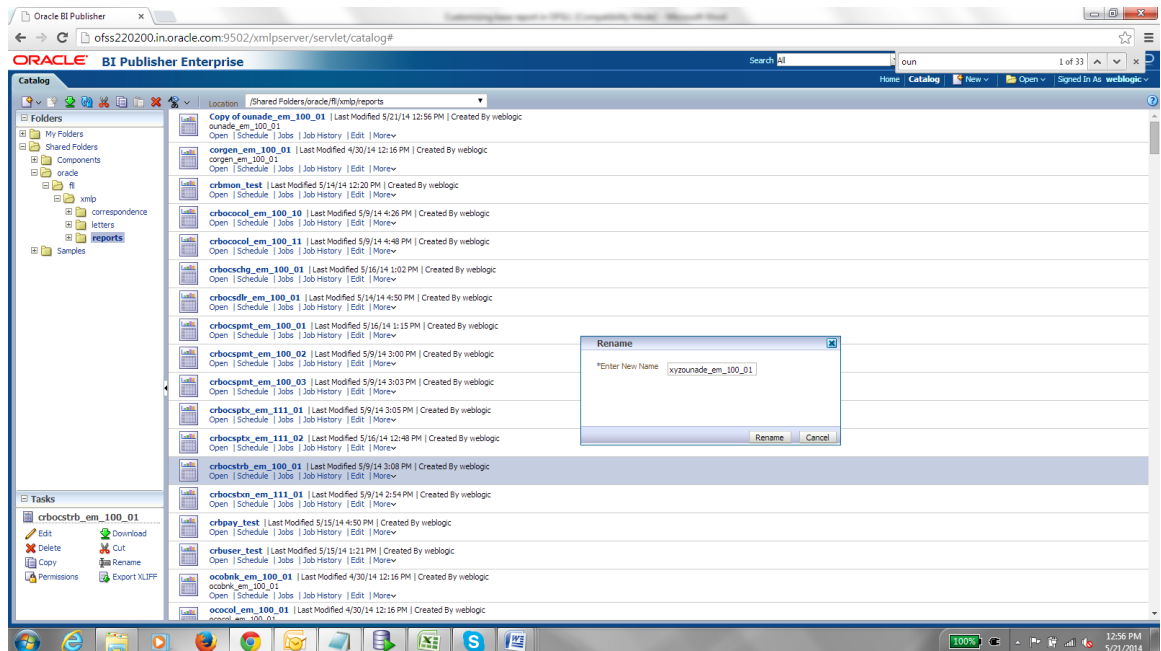 Oracle BI Publisher
Customizing base report in OFSLL (Compatibility Mode) - Microsoft Word
ofss220200.in.oracle.com:9502/xmlpserver/servlet/catalog#
ORACLE BI Publisher Enterprise
Search All
oun
1 of 33
Catalog
Home Catalog New Open Signed In As weblogic
Location /Shared Folders/oracle/fll/xmlp/reports
Folders
My Folders
Shared Folders
Components
oracle
fll
xmlp
correspondence
letters
reports
Samples
Copy of ounade_em_100_01 | Last Modified 5/21/14 12:56 PM | Created By weblogic
ounade_em_100_01
Open | Schedule | Jobs | Job History | Edit | More
corgen_em_100_01 | Last Modified 4/30/14 12:16 PM | Created By weblogic
corgen_em_100_01
Open | Schedule | Jobs | Job History | Edit | More
crbmon_test | Last Modified 5/14/14 12:20 PM | Created By weblogic
Open | Schedule | Jobs | Job History | Edit | More
crbococol_em_100_10 | Last Modified 5/9/14 4:26 PM | Created By weblogic
Open | Schedule | Jobs | Job History | Edit | More
crbococol_em_100_11 | Last Modified 5/9/14 4:48 PM | Created By weblogic
Open | Schedule | Jobs | Job History | Edit | More
crbocschg_em_100_01 | Last Modified 5/16/14 1:02 PM | Created By weblogic
Open | Schedule | Jobs | Job History | Edit | More
crbocsdlr_em_100_01 | Last Modified 5/14/14 4:50 PM | Created By weblogic
Open | Schedule | Jobs | Job History | Edit | More
crbocspmt_em_100_01 | Last Modified 5/16/14 1:15 PM | Created By weblogic
Open | Schedule | Jobs | Job History | Edit | More
crbocspmt_em_100_02 | Last Modified 5/9/14 3:00 PM | Created By weblogic
Open | Schedule | Jobs | Job History | Edit | More
crbocspmt_em_100_03 | Last Modified 5/9/14 3:03 PM | Created By weblogic
Open | Schedule | Jobs | Job History | Edit | More
crbocsptx_em_111_01 | Last Modified 5/9/14 3:05 PM | Created By weblogic
Open | Schedule | Jobs | Job History | Edit | More
crbocsptx_em_111_02 | Last Modified 5/16/14 12:48 PM | Created By weblogic
Open | Schedule | Jobs | Job History | Edit | More
crbocstrb_em_100_01 | Last Modified 5/9/14 3:08 PM | Created By weblogic
Open | Schedule | Jobs | Job History | Edit | More
crbocstxn_em_111_01 | Last Modified 5/9/14 2:54 PM | Created By weblogic
Open | Schedule | Jobs | Job History | Edit | More
crbpay_test | Last Modified 5/15/14 4:50 PM | Created By weblogic
Open | Schedule | Jobs | Job History | Edit | More
crbuser_test | Last Modified 5/15/14 1:21 PM | Created By weblogic
Open | Schedule | Jobs | Job History | Edit | More
ocobnk_em_100_01 | Last Modified 4/30/14 12:16 PM | Created By weblogic
ocobnk_em_100_01
Open | Schedule | Jobs | Job History | Edit | More
ococol_em_100_01 | Last Modified 4/30/14 12:16 PM | Created By weblogic
ococol_em_100_01
Rename
*Enter New Name xyzounade_em_100_01
Rename Cancel
Tasks
crbocstrb_em_100_01
Edit Download
Delete Cut
Copy Rename
Permissions Export XLIFF
100%
12:56 PM
5/21/2014